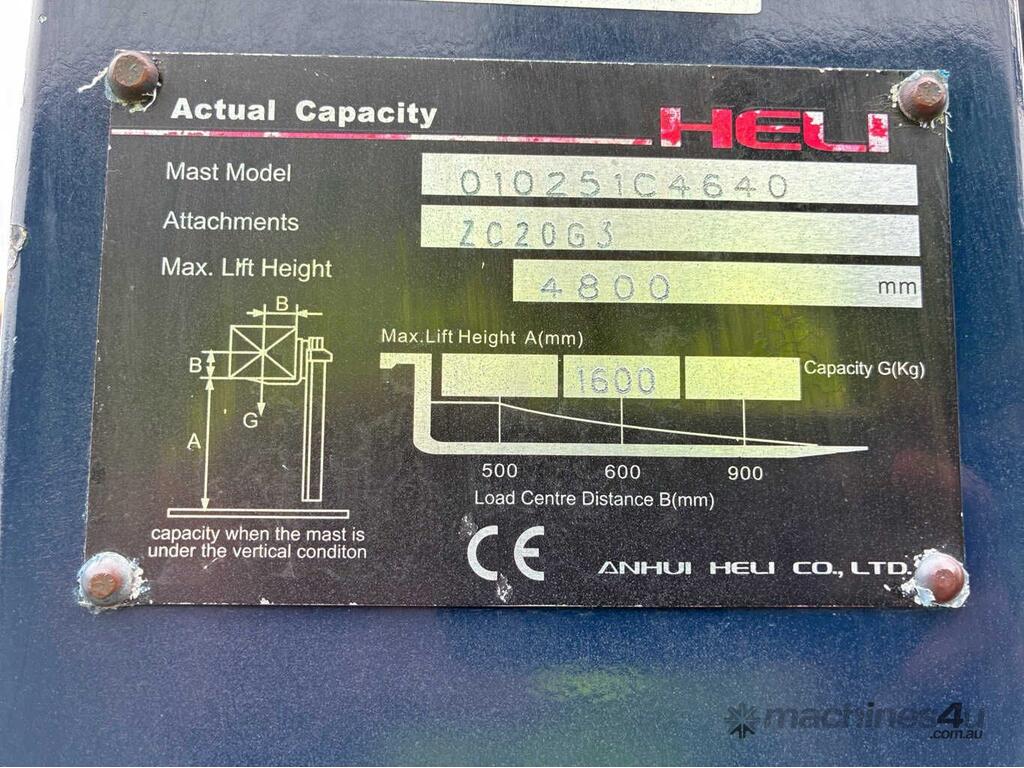 Actual Capacity HELI
Mast Model 010251C4640
Attachments ZC20G3
Max. Lift Height 4800 mm
B
Max.Lift Height A(mm)
B
1600 Capacity G(Kg)
G
A
500 600 900
Load Centre Distance B(mm)
capacity when the mast is
under the vertical conditon
CE ANHUI HELI CO., LTD.
machines4u
.com.au